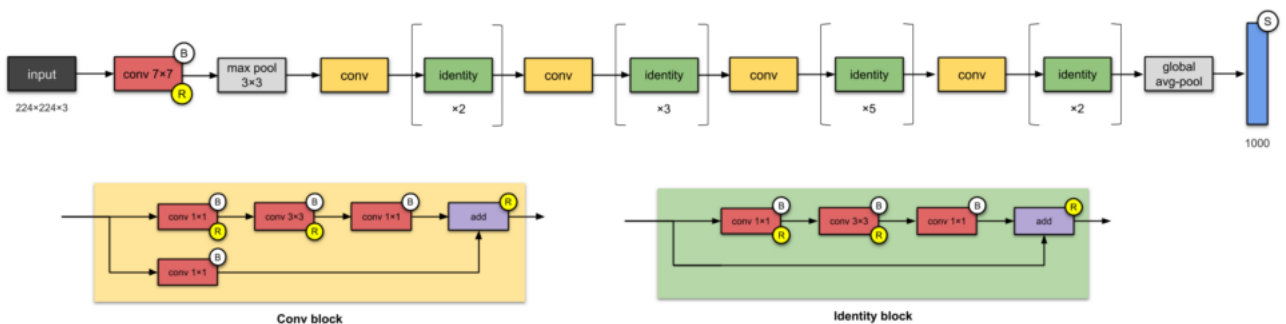 B
S
input
conv 7×7
max pool
3×3
conv
identity
conv
identity
conv
identity
conv
identity
global
avg-pool
R
224×224×3
×2
×3
×5
×2
1000
B
B
B
R
conv 1×1
conv 3×3
conv 1×1
add
R
R
B
conv 1×1
Conv block
B
B
B
R
conv 1×1
conv 3×3
conv 1×1
add
R
R
Identity block